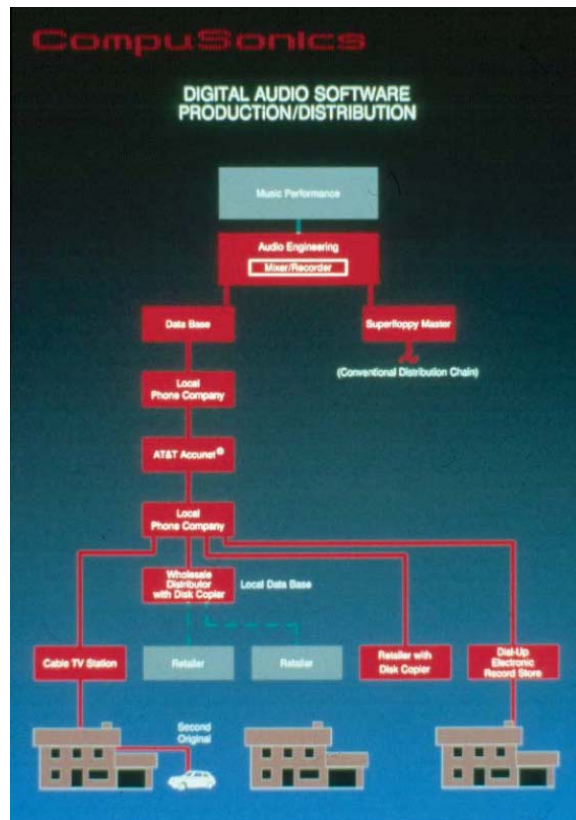 CompuSonics
DIGITAL AUDIO SOFTWARE
PRODUCTION/DISTRIBUTION
Music Performance
Audio Engineering
Mixer/Recorder
Data Base
Superfloppy Master
(Conventional Distribution Chain)
Local
Phone Company
AT&T Accunet®
Local
Phone Company
Wholesale
Distributor
with Disk Copier
Local Data Base
Cable TV Station
Retailer
Retailer
Retailer with
Disk Copier
Dial-Up
Electronic
Record Store
Second
Original